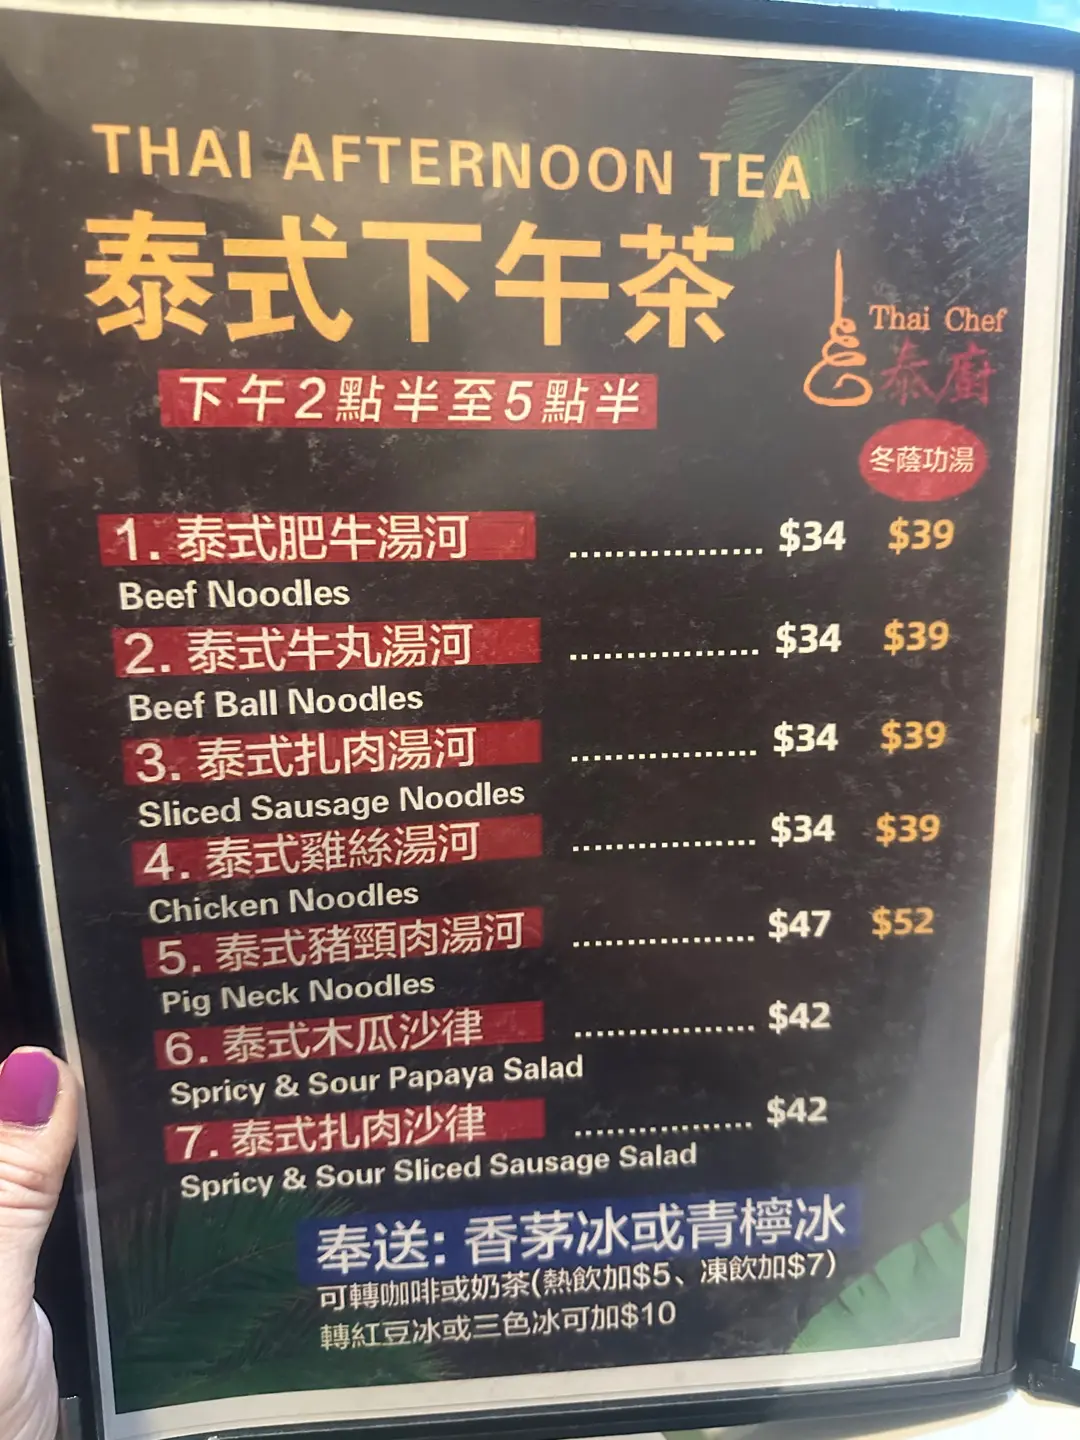 THAI AFTERNOON TEA
泰式下午茶
下午2點半至5點半
Thai Chef
泰廚
冬蔭功湯
1. 泰式肥牛湯河 ................. $34 $39
Beef Noodles
2. 泰式牛丸湯河 ................. $34 $39
Beef Ball Noodles
3. 泰式扎肉湯河 ................. $34 $39
Sliced Sausage Noodles
4. 泰式雞絲湯河 ................. $34 $39
Chicken Noodles
5. 泰式豬頸肉湯河 ................. $47 $52
Pig Neck Noodles
6. 泰式木瓜沙律 ................. $42
Spricy & Sour Papaya Salad
7. 泰式扎肉沙律 ................. $42
Spricy & Sour Sliced Sausage Salad
奉送: 香茅冰或青檸冰
可轉咖啡或奶茶(熱飲加$5、凍飲加$7)
轉紅豆冰或三色冰可加$10